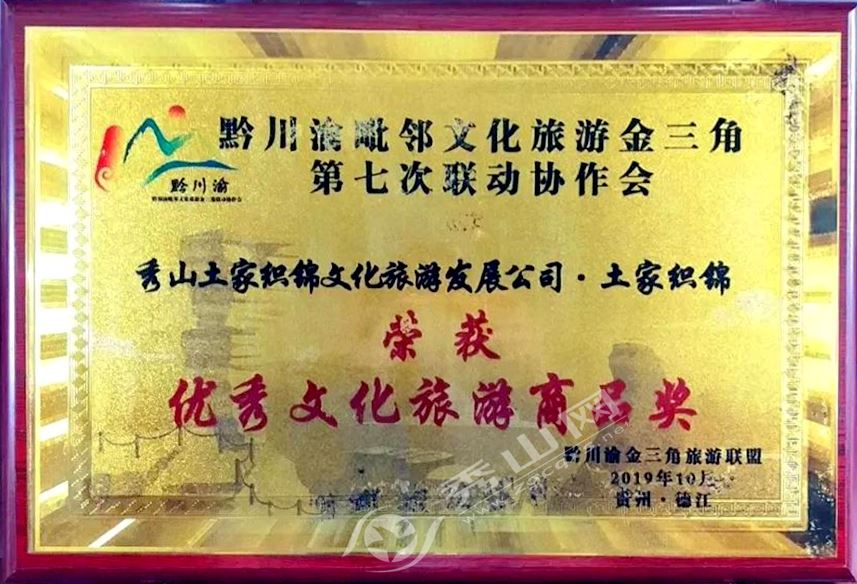 黔川渝毗邻文化旅游金三角
第七次联动协作会
黔川渝
秀山土家织锦文化旅游发展公司·土家织锦
荣获
优秀文化旅游商品奖
黔川渝金三角旅游联盟
2019年10月
贵州·德江
秀山网